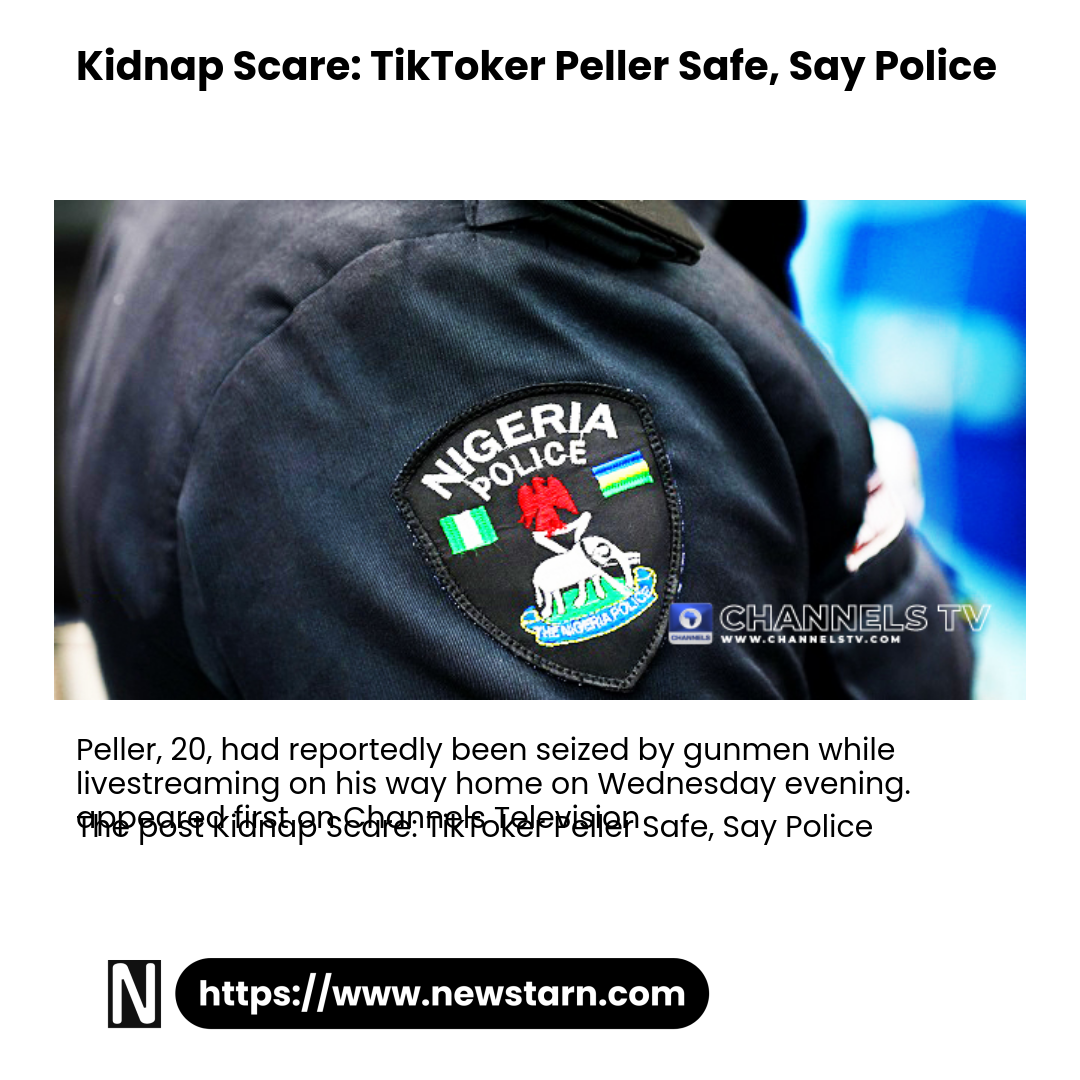 Kidnap Scare: TikToker Peller Safe, Say Police
NIGERIA
POLICE
THE NIGERIA POLICE
CHANNELS TV
CHANNELS
WWW.CHANNELSTV.COM
Peller, 20, had reportedly been seized by gunmen while
livestreaming on his way home on Wednesday evening.
appeared first on Channels Television
The post Kidnap Scare: TikToker Peller Safe, Say Police
N
https://www.newstarn.com